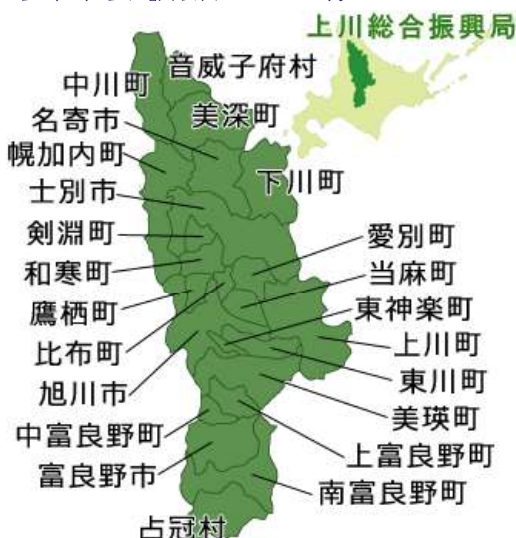 上川総合振興局
音威子府村
中川町
美深町
名寄市
幌加内町
下川町
士別市
剣淵町
愛別町
和寒町
当麻町
鷹栖町
東神楽町
比布町
上川町
旭川市
東川町
美瑛町
中富良野町
上富良野町
富良野市
南富良野町
占冠村